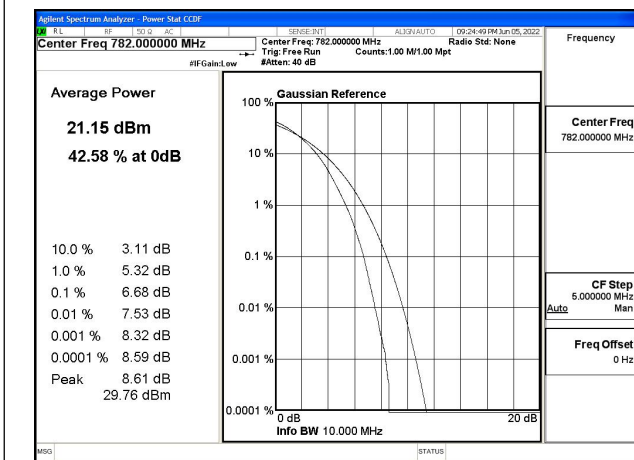 Agilent Spectrum Analyzer - Power Stat CCDF
LXI RL RF 50 Ω AC SENSE:INT ALIGN AUTO 09:24:49 PM Jun 05, 2022
Center Freq 782.000000 MHz
Center Freq: 782.000000 MHz Radio Std: None
Trig: Free Run Counts:1.00 M/1.00 Mpt
#IFGain:Low #Atten: 40 dB
Frequency
Average Power
21.15 dBm
42.58 % at 0dB
10.0 % 3.11 dB
1.0 % 5.32 dB
0.1 % 6.68 dB
0.01 % 7.53 dB
0.001 % 8.32 dB
0.0001 % 8.59 dB
Peak 8.61 dB
29.76 dBm
Gaussian Reference
100 %
10 %
1 %
0.1 %
0.01 %
0.001 %
0.0001 %
0 dB 20 dB
Info BW 10.000 MHz
Center Freq
782.000000 MHz
CF Step
5.000000 MHz
Auto Man
Freq Offset
0 Hz
MSG STATUS